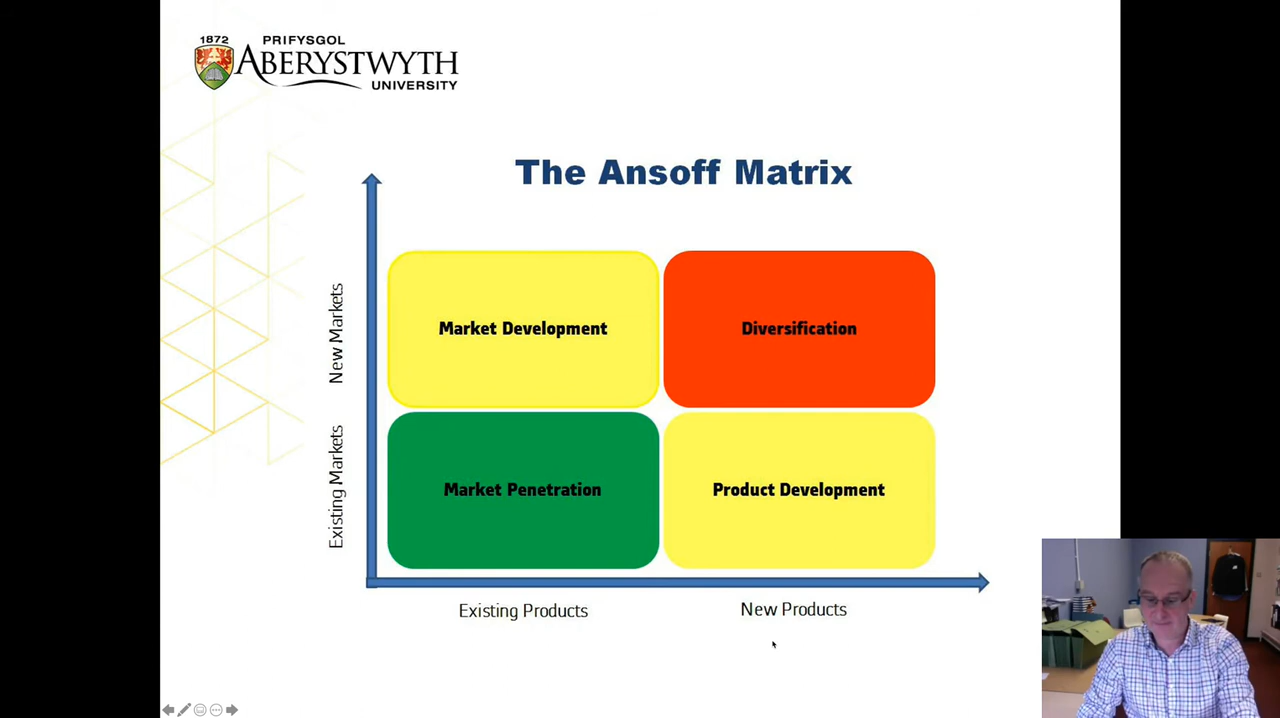 1872
PRIFYSGOL
ABERYSTWYTH
UNIVERSITY
The Ansoff Matrix
New Markets
Market Development
Diversification
Existing Markets
Market Penetration
Product Development
Existing Products
New Products